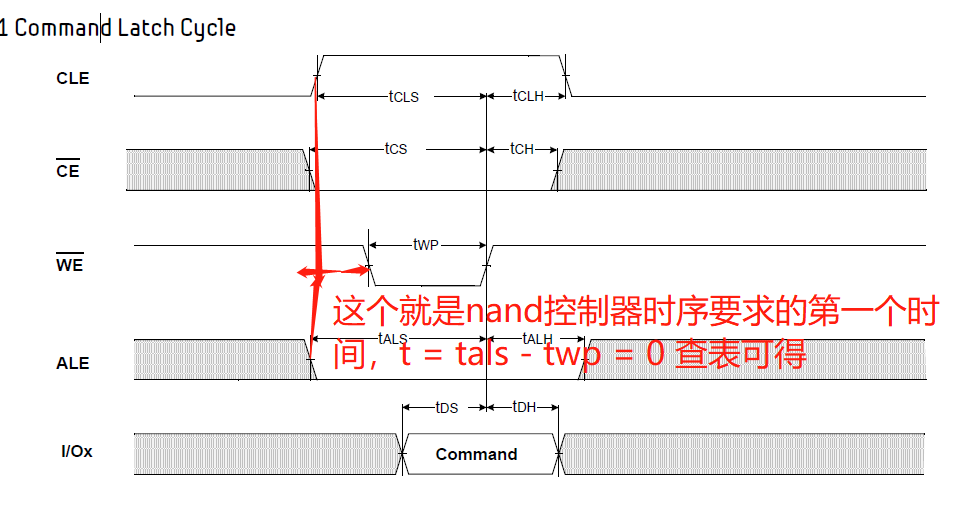 1 Command Latch Cycle
CLE
tCLS
tCLH
CE
tCS
tCH
WE
tWP
这个就是nand控制器时序要求的第一个时
间，t = tals - twp = 0 查表可得
tALS
tALH
ALE
tDS
tDH
I/Ox
Command